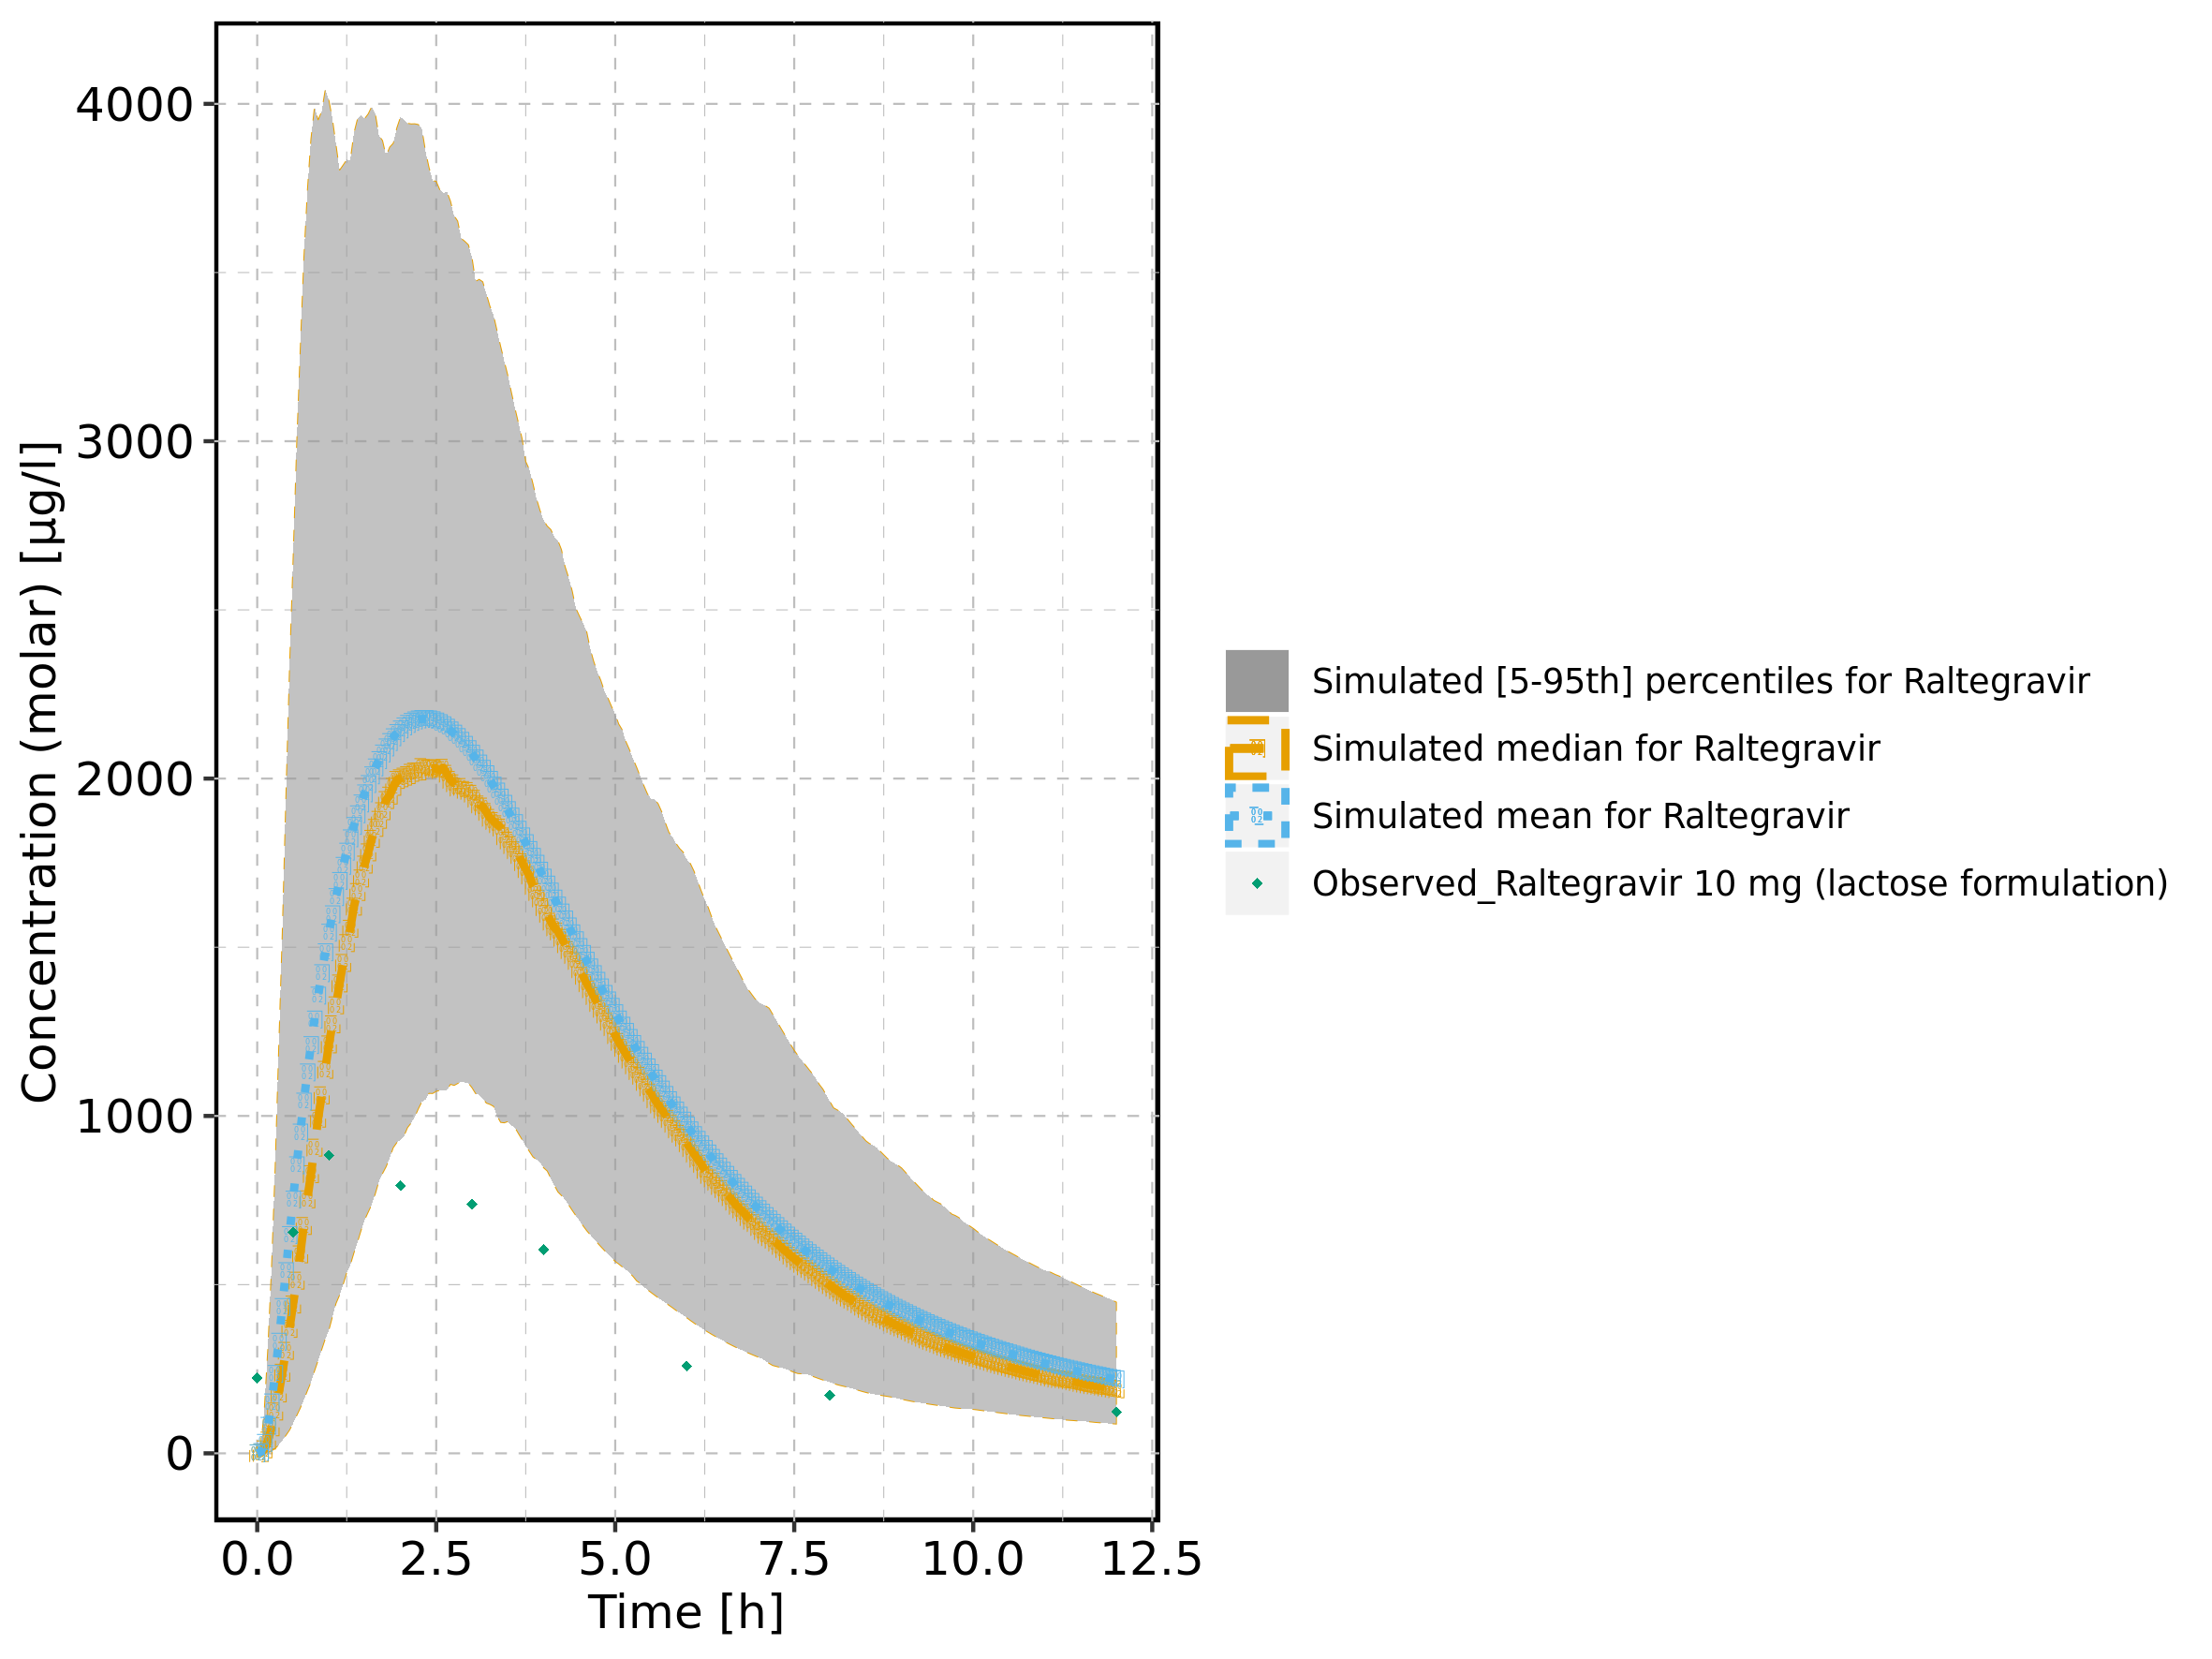 4000
3000
2000
1000
0
Concentration (molar) [µg/l]
0.0 2.5 5.0 7.5 10.0 12.5
Time [h]
Simulated [5-95th] percentiles for Raltegravir
Simulated median for Raltegravir
Simulated mean for Raltegravir
Observed_Raltegravir 10 mg (lactose formulation)